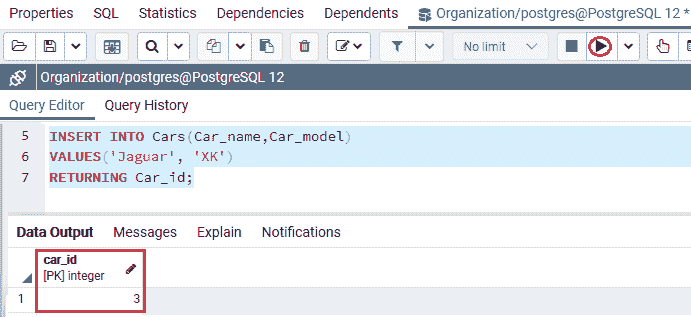 Properties SQL Statistics Dependencies Dependents Organization/postgres@PostgreSQL 12 *
No limit
Organization/postgres@PostgreSQL 12
Query Editor Query History
5 INSERT INTO Cars(Car_name,Car_model)
6 VALUES('Jaguar', 'XK')
7 RETURNING Car_id;
Data Output Messages Explain Notifications
car_id
[PK] integer
1 3